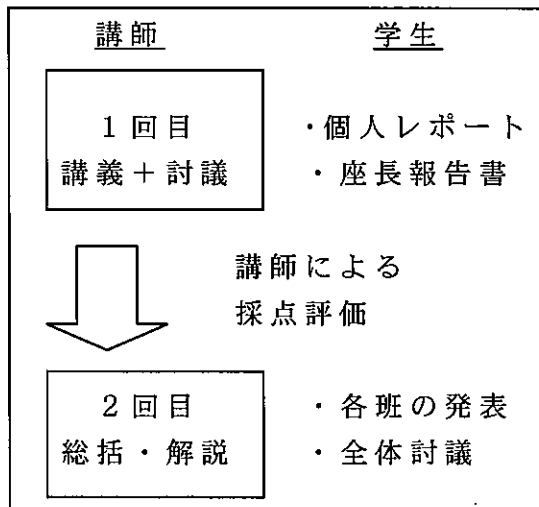 講師 学生
1回目 ・個人レポート
講義+討議 ・座長報告書
講師による
採点評価
2回目 ・各班の発表
総括・解説 ・全体討議